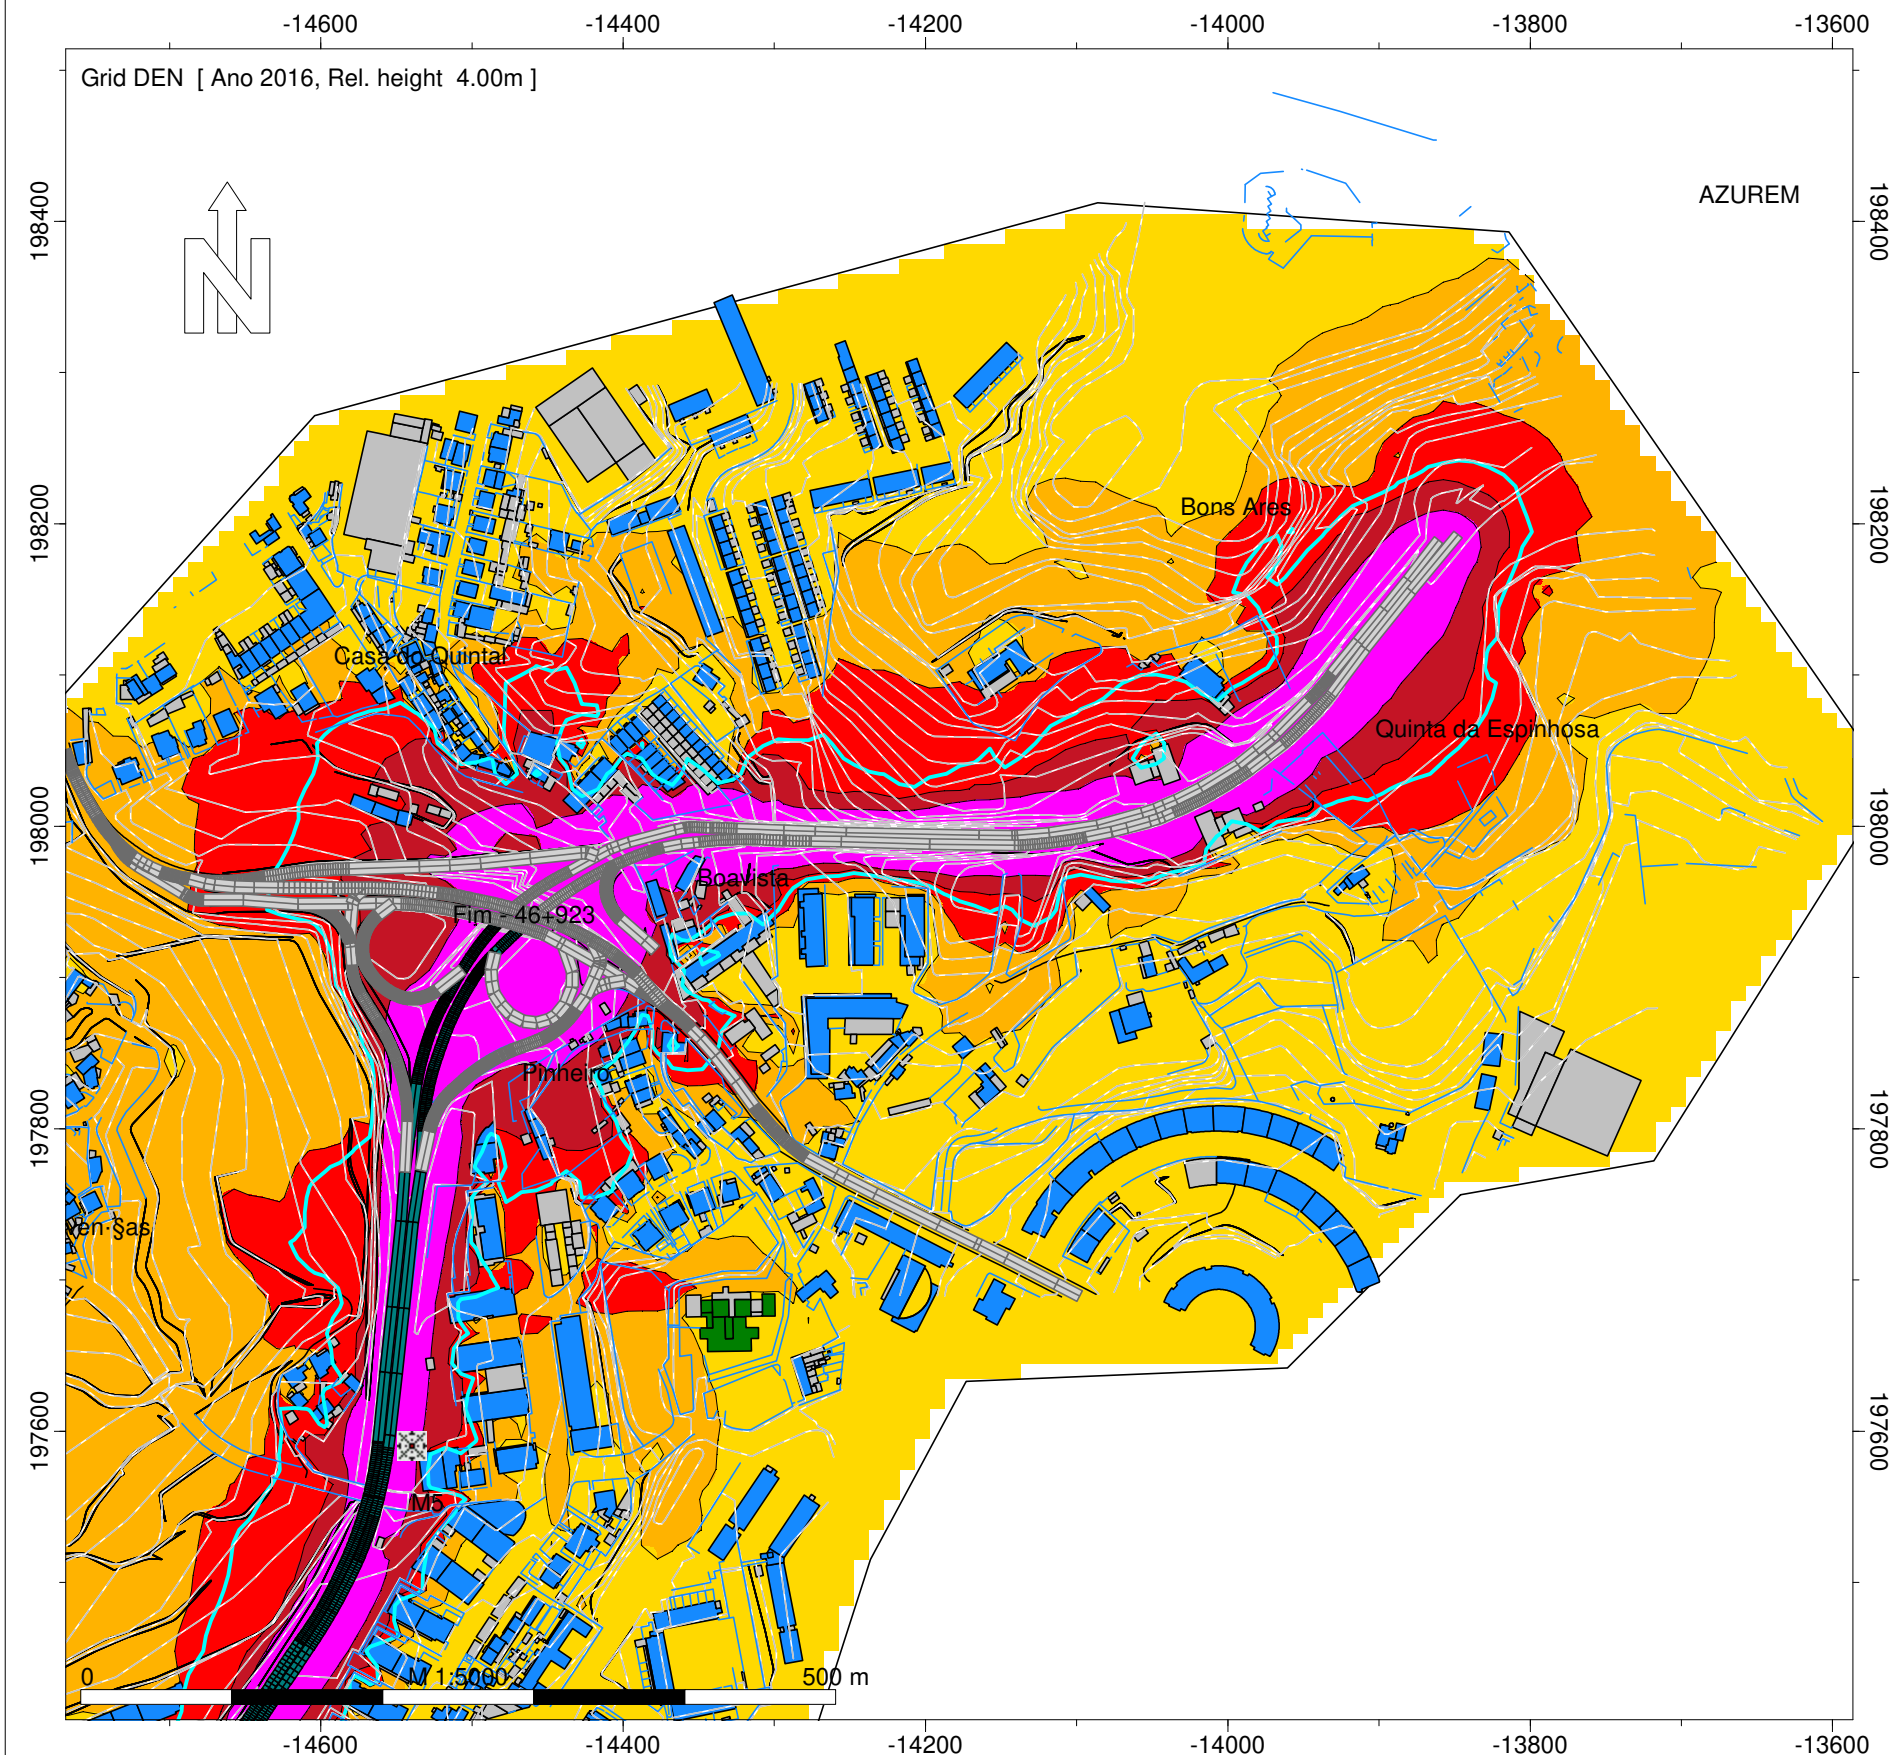 -14600 -14400 -14200 -14000 -13800 -13600
Grid DEN [ Ano 2016, Rel. height 4.00m ]
AZUREM
198400 198400
N
Bons Ares
198200 198200
Casa do Quintal
Quinta da Espinhosa
198000 198000
Boavista
Fim - 46+923
Pinheiro
197800 197800
ven·§as
197600 197600
M5
0 M 1:5000 500 m
-14600 -14400 -14200 -14000 -13800 -13600